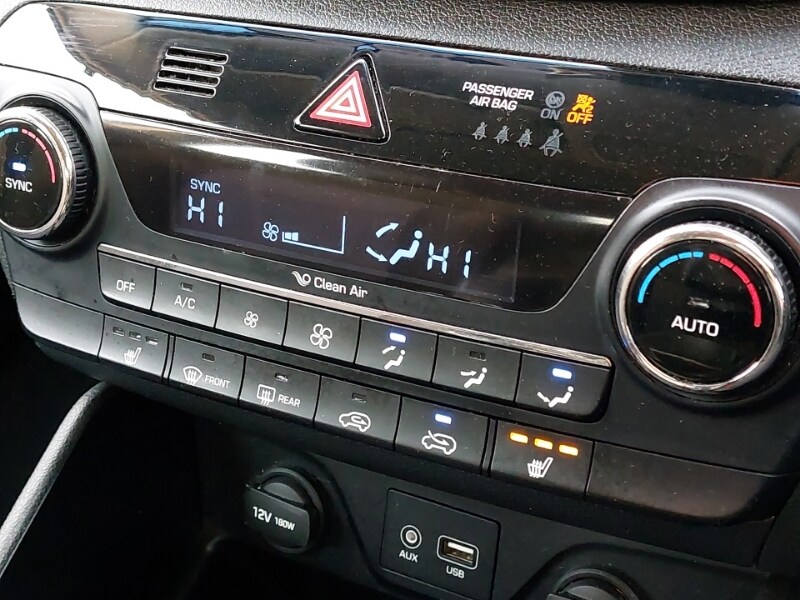 PASSENGER
AIR BAG
ON OFF
SYNC
SYNC
HI
HI
Clean Air
AUTO
OFF
A/C
FRONT
REAR
12V 180W
AUX
USB